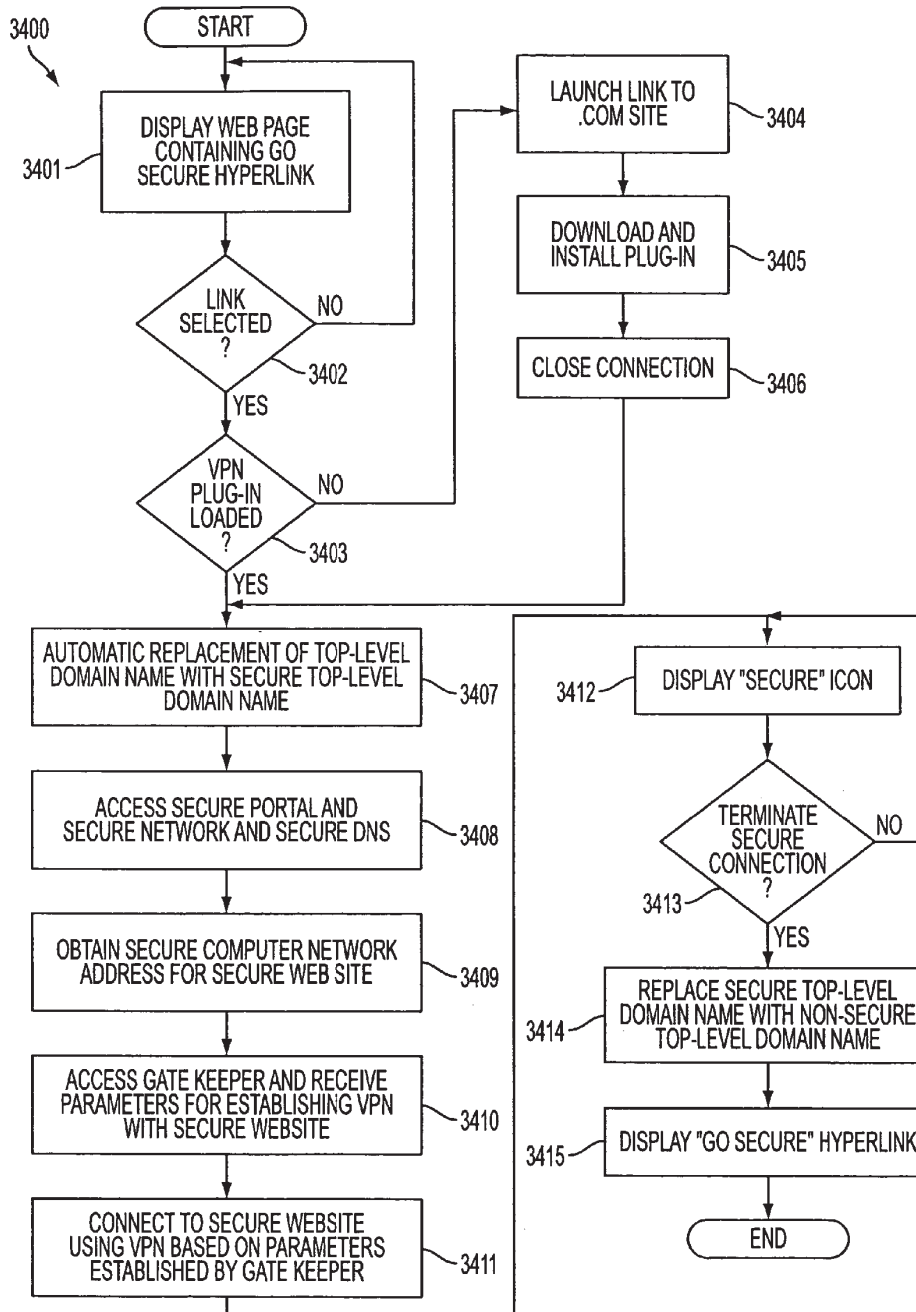 3400
START
DISPLAY WEB PAGE
CONTAINING GO
SECURE HYPERLINK
3401
LINK
SELECTED
?
NO
3402
YES
VPN
PLUG-IN
LOADED
?
NO
3403
YES
LAUNCH LINK TO
.COM SITE
3404
DOWNLOAD AND
INSTALL PLUG-IN
3405
CLOSE CONNECTION
3406
AUTOMATIC REPLACEMENT OF TOP-LEVEL
DOMAIN NAME WITH SECURE TOP-LEVEL
DOMAIN NAME
3407
ACCESS SECURE PORTAL AND
SECURE NETWORK AND SECURE DNS
3408
OBTAIN SECURE COMPUTER NETWORK
ADDRESS FOR SECURE WEB SITE
3409
ACCESS GATE KEEPER AND RECEIVE
PARAMETERS FOR ESTABLISHING VPN
WITH SECURE WEBSITE
3410
CONNECT TO SECURE WEBSITE
USING VPN BASED ON PARAMETERS
ESTABLISHED BY GATE KEEPER
3411
DISPLAY "SECURE" ICON
3412
TERMINATE
SECURE
CONNECTION
?
NO
3413
YES
REPLACE SECURE TOP-LEVEL
DOMAIN NAME WITH NON-SECURE
TOP-LEVEL DOMAIN NAME
3414
DISPLAY "GO SECURE" HYPERLINK
3415
END